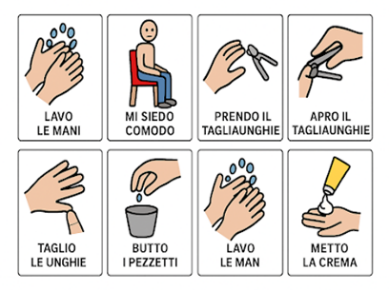 LAVO
LE MANI
MI SIEDO
COMODO
PRENDO IL
TAGLIAUNGHIE
APRO IL
TAGLIAUNGHIE
TAGLIO
LE UNGHIE
BUTTO
I PEZZETTI
LAVO
LE MAN
METTO
LA CREMA